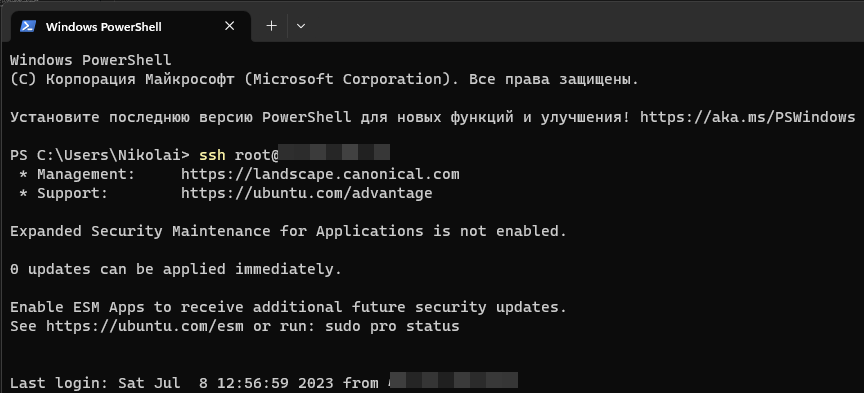 Windows PowerShell
Windows PowerShell
(C) Корпорация Майкрософт (Microsoft Corporation). Все права защищены.
Установите последнюю версию PowerShell для новых функций и улучшения! https://aka.ms/PSWindows
PS C:\Users\Nikolai> ssh root@
* Management: https://landscape.canonical.com
* Support: https://ubuntu.com/advantage
Expanded Security Maintenance for Applications is not enabled.
0 updates can be applied immediately.
Enable ESM Apps to receive additional future security updates.
See https://ubuntu.com/esm or run: sudo pro status
Last login: Sat Jul 8 12:56:59 2023 from